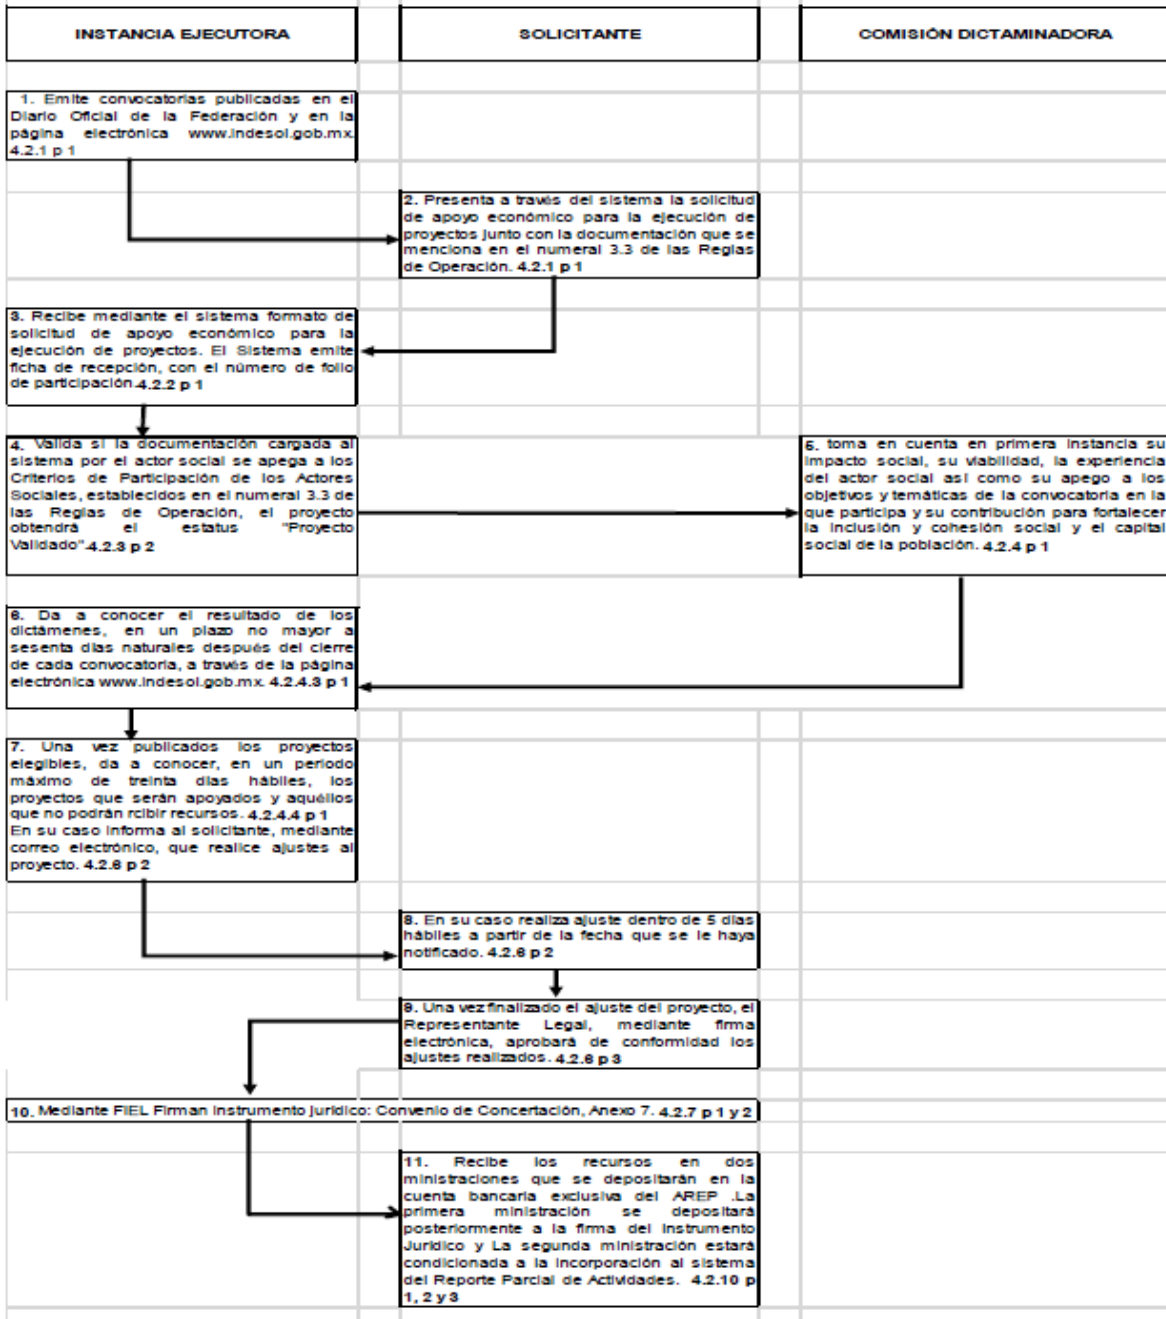 INSTANCIA EJECUTORA
SOLICITANTE
COMISIÓN DICTAMINADORA
1. Emite convocatorias publicadas en el
Diario Oficial de la Federación y en la
página electrónica www.indesol.gob.mx.
4.2.1 p 1
2. Presenta a través del sistema la solicitud
de apoyo económico para la ejecución de
proyectos junto con la documentación que se
menciona en el numeral 3.3 de las Reglas
de Operación. 4.2.1 p 1
3. Recibe mediante el sistema formato de
solicitud de apoyo económico para la
ejecución de proyectos. El Sistema emite
ficha de recepción, con el número de folio
de participación.4.2.2 p 1
4. Valida si la documentación cargada al
sistema por el actor social se apega a los
Criterios de Participación de los Actores
Sociales, establecidos en el numeral 3.3 de
las Reglas de Operación, el proyecto
obtendrá el estatus "Proyecto
Validado".4.2.3 p 2
5. toma en cuenta en primera instancia su
impacto social, su viabilidad, la experiencia
del actor social así como su apego a los
objetivos y temáticas de la convocatoria en la
que participa y su contribución para fortalecer
la inclusión y cohesión social y el capital
social de la población. 4.2.4 p 1
6. Da a conocer el resultado de los
dictámenes, en un plazo no mayor a
sesenta días naturales después del cierre
de cada convocatoria, a través de la página
electrónica www.indesol.gob.mx. 4.2.4.3 p 1
7. Una vez publicados los proyectos
elegibles, da a conocer, en un periodo
máximo de treinta días hábiles, los
proyectos que serán apoyados y aquéllos
que no podrán rcibir recursos. 4.2.4.4 p 1
En su caso informa al solicitante, mediante
correo electrónico, que realice ajustes al
proyecto. 4.2.6 p 2
8. En su caso realiza ajuste dentro de 5 días
hábiles a partir de la fecha que se le haya
notificado. 4.2.6 p 2
9. Una vez finalizado el ajuste del proyecto, el
Representante Legal, mediante firma
electrónica, aprobará de conformidad los
ajustes realizados. 4.2.6 p 3
10. Mediante FIEL Firman Instrumento jurídico: Convenio de Concertación, Anexo 7. 4.2.7 p 1 y 2
11. Recibe los recursos en dos
ministraciones que se depositarán en la
cuenta bancaria exclusiva del AREP .La
primera ministración se depositará
posteriormente a la firma del Instrumento
Jurídico y La segunda ministración estará
condicionada a la incorporación al sistema
del Reporte Parcial de Actividades. 4.2.10 p
1, 2 y 3